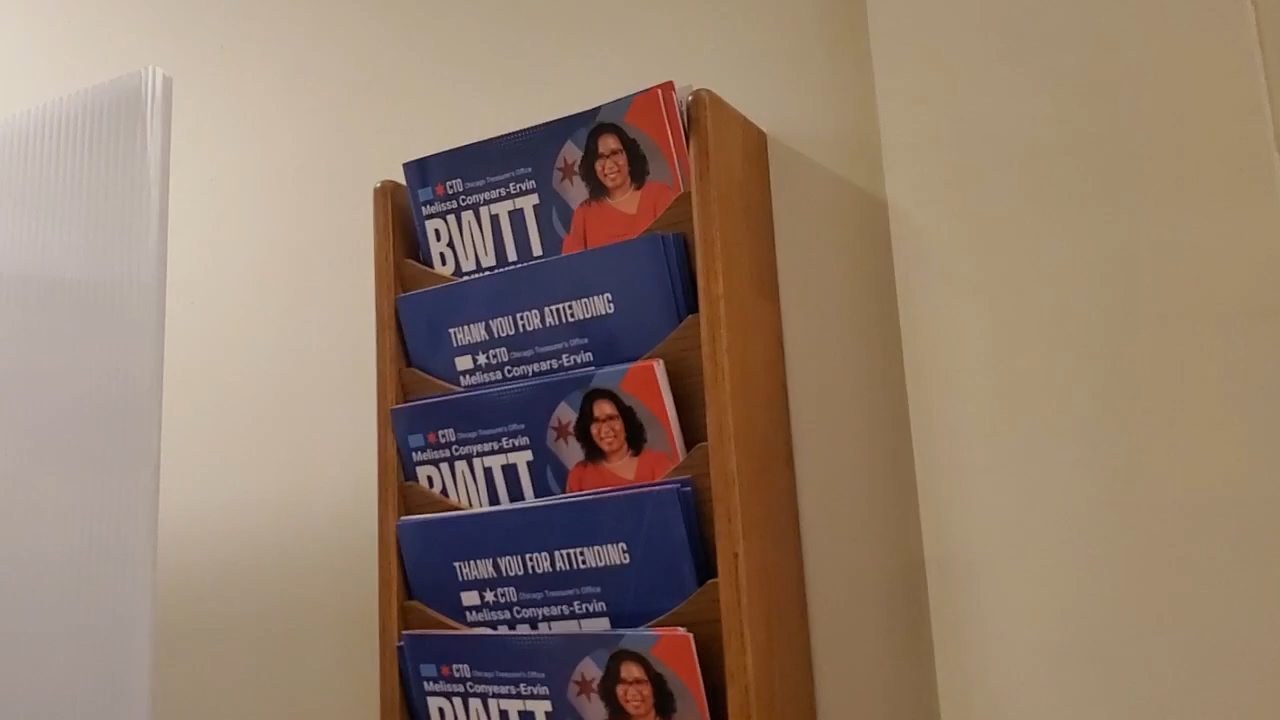 CTO Chicago Treasurer's Office
Melissa Conyears-Ervin
BWTT
THANK YOU FOR ATTENDING
CTO Chicago Treasurer's Office
Melissa Conyears-Ervin
CTO Chicago Treasurer's Office
Melissa Conyears-Ervin
BWTT
THANK YOU FOR ATTENDING
CTO Chicago Treasurer's Office
Melissa Conyears-Ervin
BWTT
CTO Chicago Treasurer's Office
Melissa Conyears-Ervin
BWTT